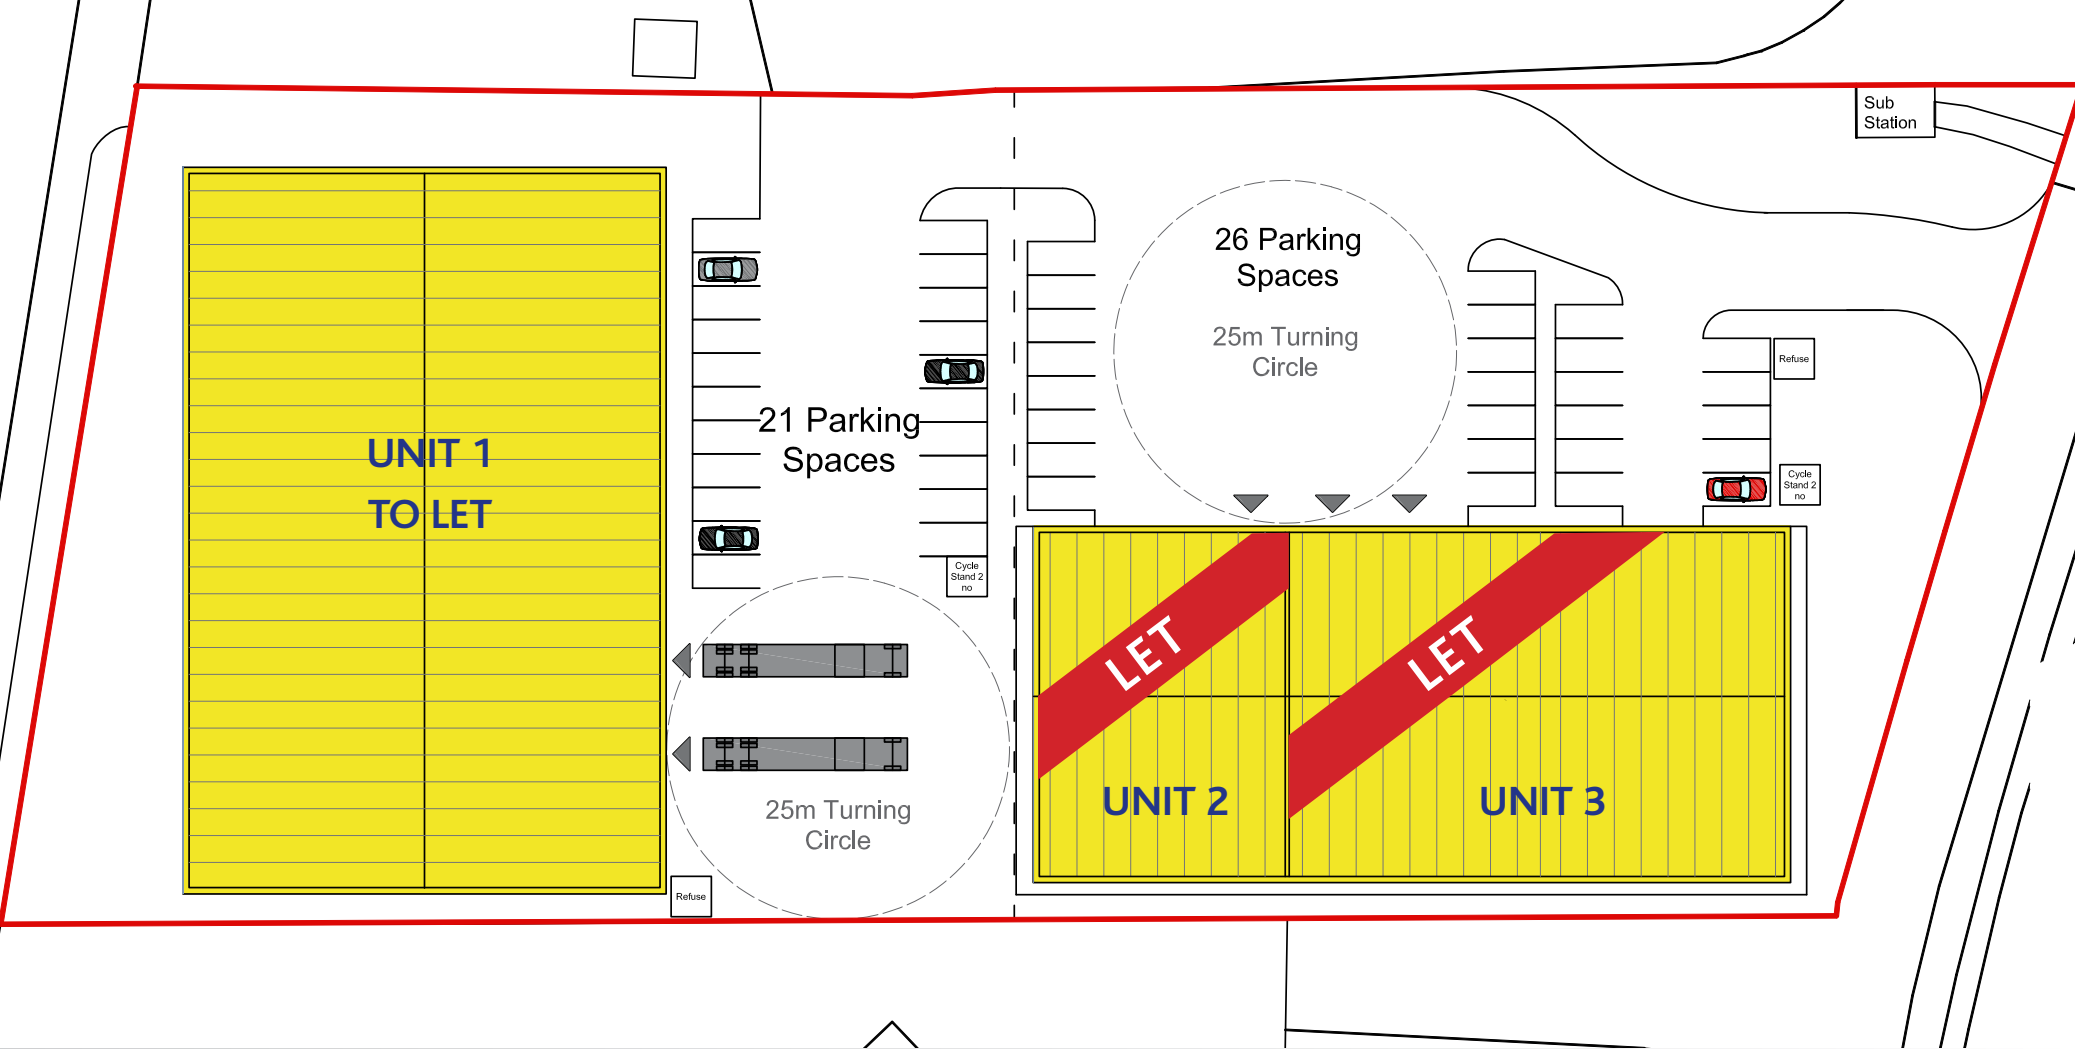 Sub
Station
26 Parking
Spaces
25m Turning
Circle
Refuse
21 Parking
Spaces
UNIT 1
TO LET
Cycle
Stand 2
no
Cycle
Stand 2
no
LET
LET
UNIT 2
UNIT 3
25m Turning
Circle
Refuse